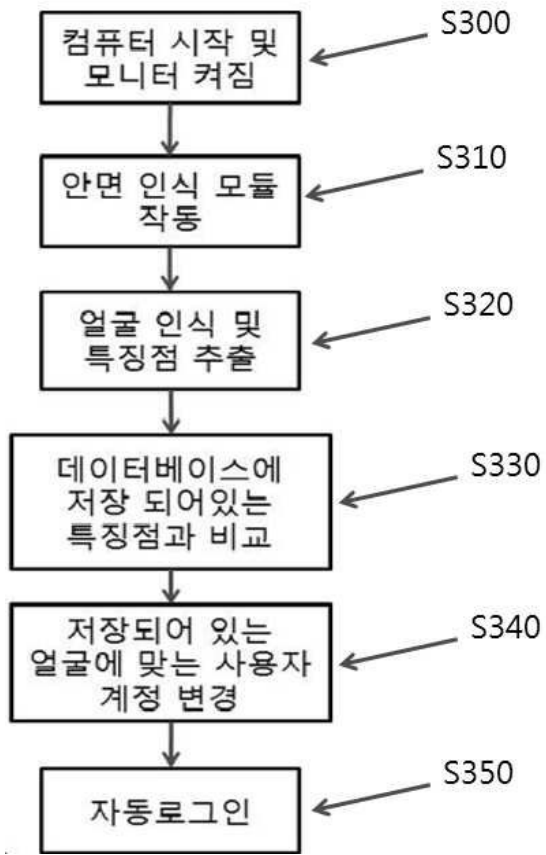 컴퓨터 시작 및
모니터 켜짐
S300
안면 인식 모듈
작동
S310
얼굴 인식 및
특징점 추출
S320
데이터베이스에
저장 되어있는
특징점과 비교
S330
저장되어 있는
얼굴에 맞는 사용자
계정 변경
S340
자동로그인
S350